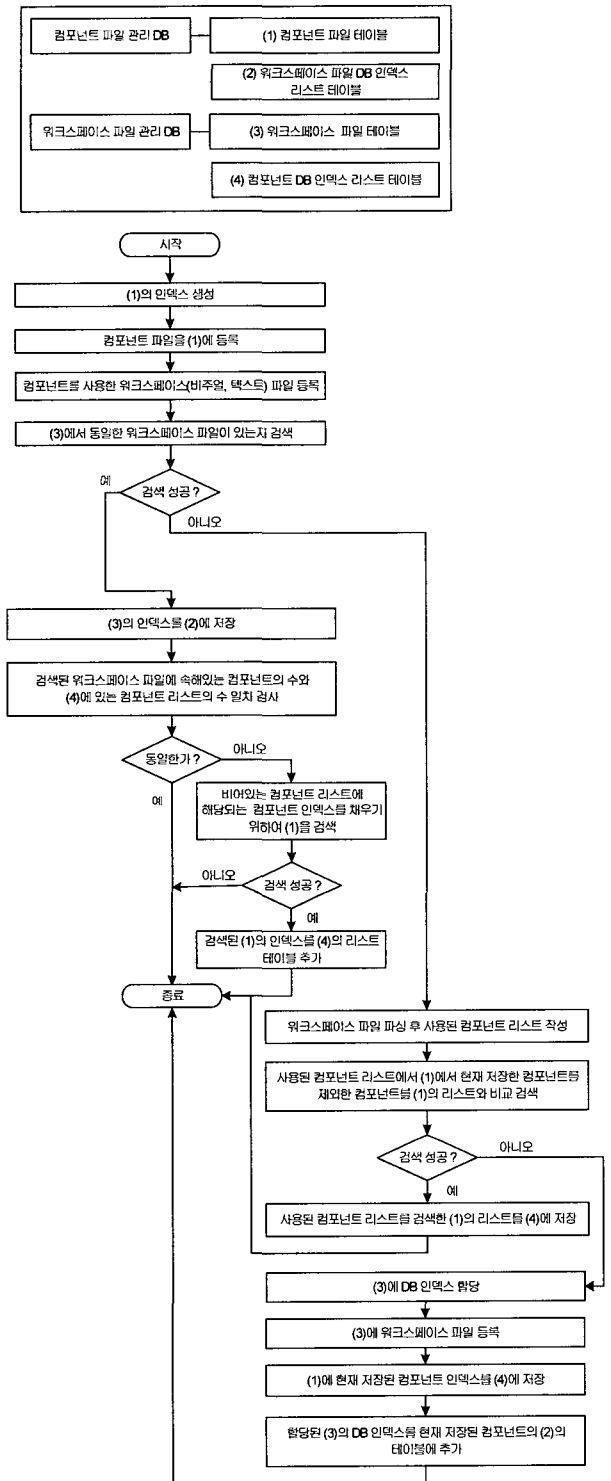 컴포넌트 파일 관리 DB
(1) 컴포넌트 파일 테이블
(2) 워크스페이스 파일 DB 인덱스
리스트 테이블
워크스페이스 파일 관리 DB
(3) 워크스페이스 파일 테이블
(4) 컴포넌트 DB 인덱스 리스트 테이블
시작
(1)의 인덱스 생성
컴포넌트 파일을 (1)에 등록
컴포넌트를 사용한 워크스페이스(비주얼, 텍스트) 파일 등록
(3)에서 동일한 워크스페이스 파일이 있는지 검색
예
검색 성공 ?
아니오
(3)의 인덱스를 (2)에 저장
검색된 워크스페이스 파일에 속해있는 컴포넌트의 수와
(4)에 있는 컴포넌트 리스트의 수 일치 검사
동일한가 ?
아니오
예
비어있는 컴포넌트 리스트에
해당되는 컴포넌트 인덱스를 채우기
위하여 (1)을 검색
아니오
검색 성공 ?
예
검색된 (1)의 인덱스를 (4)의 리스트
테이블 추가
종료
워크스페이스 파일 파싱 후 사용된 컴포넌트 리스트 작성
사용된 컴포넌트 리스트에서 (1)에서 현재 저장한 컴포넌트를
제외한 컴포넌트를 (1)의 리스트와 비교 검색
검색 성공 ?
아니오
예
사용된 컴포넌트 리스트를 검색한 (1)의 리스트를 (4)에 저장
(3)에 DB 인덱스 할당
(3)에 워크스페이스 파일 등록
(1)에 현재 저장된 컴포넌트 인덱스를 (4)에 저장
할당된 (3)의 DB 인덱스를 현재 저장된 컴포넌트의 (2)의
테이블에 추가